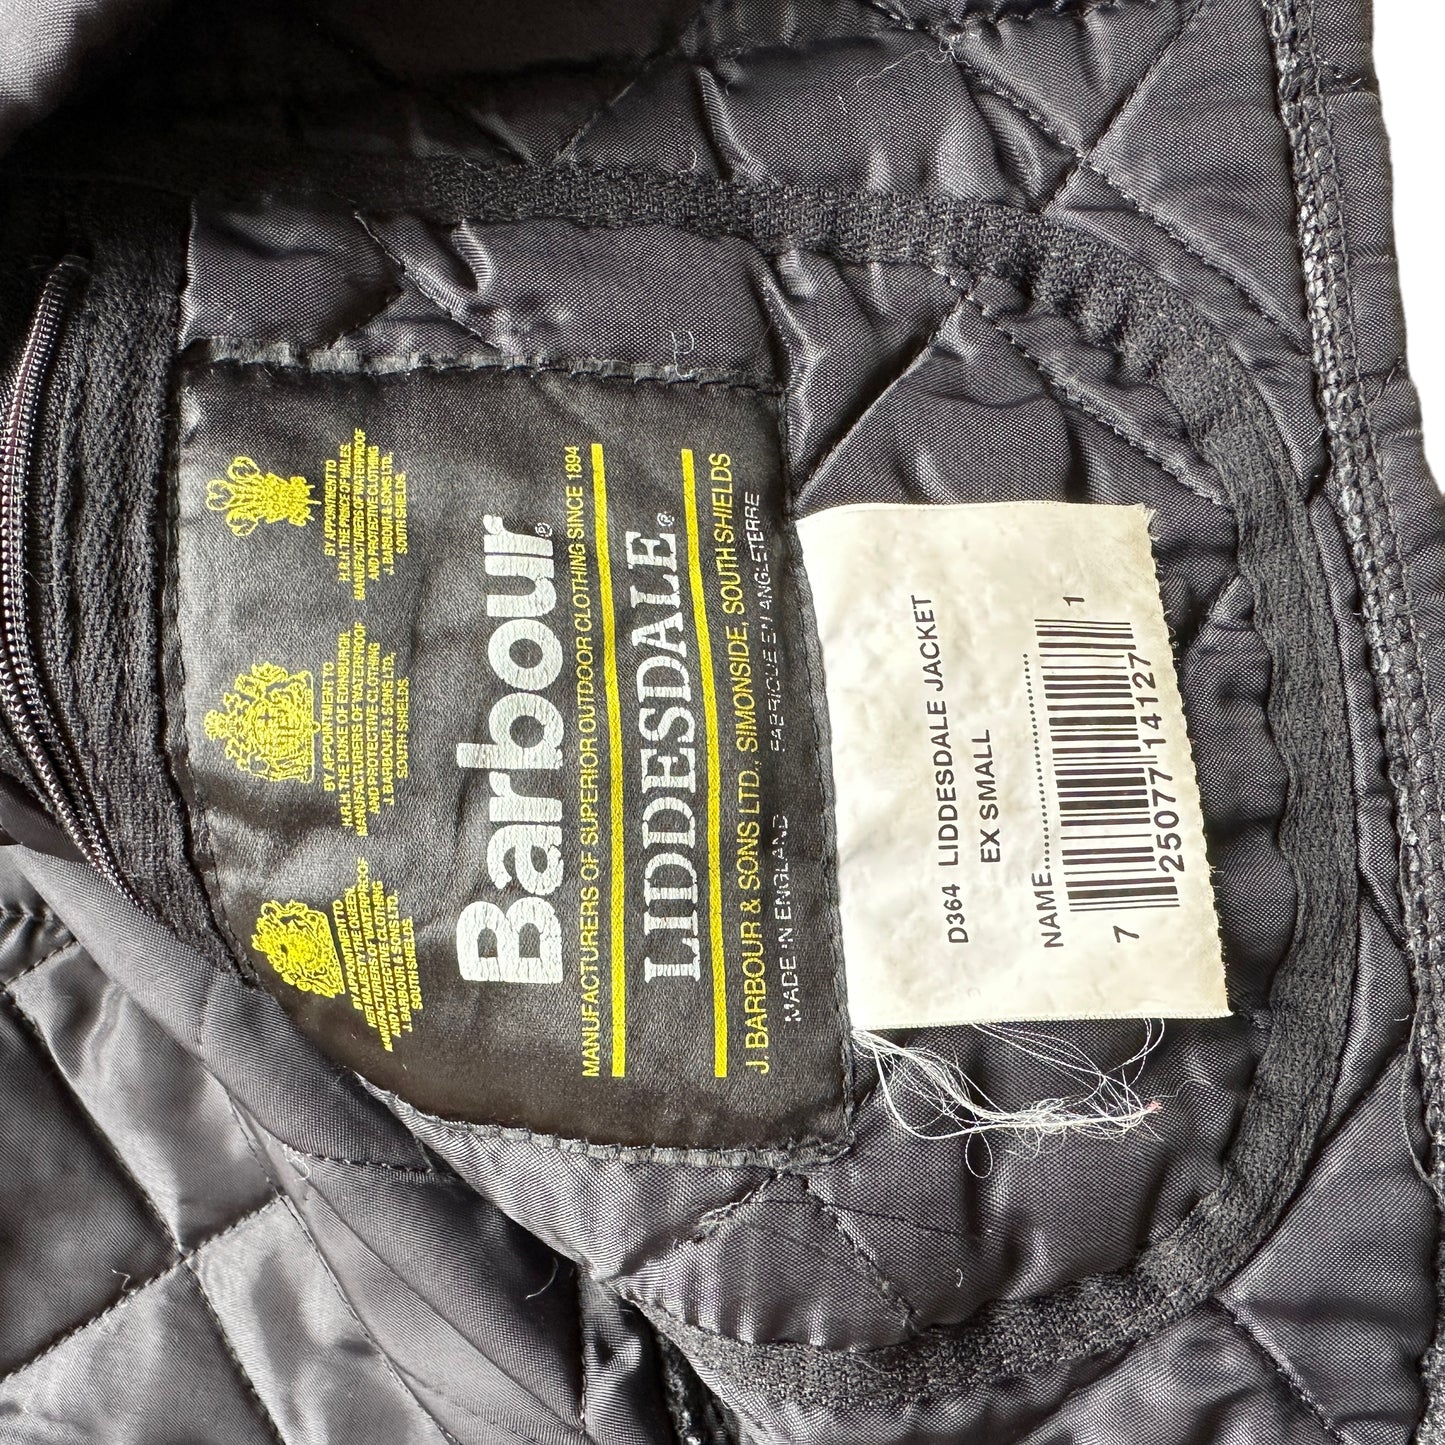 BY APPOINTMENT TO
HER MAJESTY THE QUEEN.
MANUFACTURERS OF WATERPROOF
AND PROTECTIVE CLOTHING
J. BARBOUR & SONS LTD.
SOUTH SHIELDS.
BY APPOINTMENT TO
H.R.H. THE DUKE OF EDINBURGH.
MANUFACTURERS OF WATERPROOF
AND PROTECTIVE CLOTHING
J. BARBOUR & SONS LTD,
SOUTH SHIELDS.
BY APPOINTMENT TO
H.R.H. THE PRINCE OF WALES.
MANUFACTURERS OF WATERPROOF
AND PROTECTIVE CLOTHING
J. BARBOUR & SONS LTD.,
SOUTH SHIELDS.
Barbour®
MANUFACTURERS OF SUPERIOR OUTDOOR CLOTHING SINCE 1894
LIDDESDALE®
J. BARBOUR & SONS LTD., SIMONSIDE, SOUTH SHIELDS
MADE IN ENGLAND FABRIQUE EN ANGLETERRE
D364 LIDDESDALE JACKET
EX SMALL
NAME..............................
7 25077 14127 1